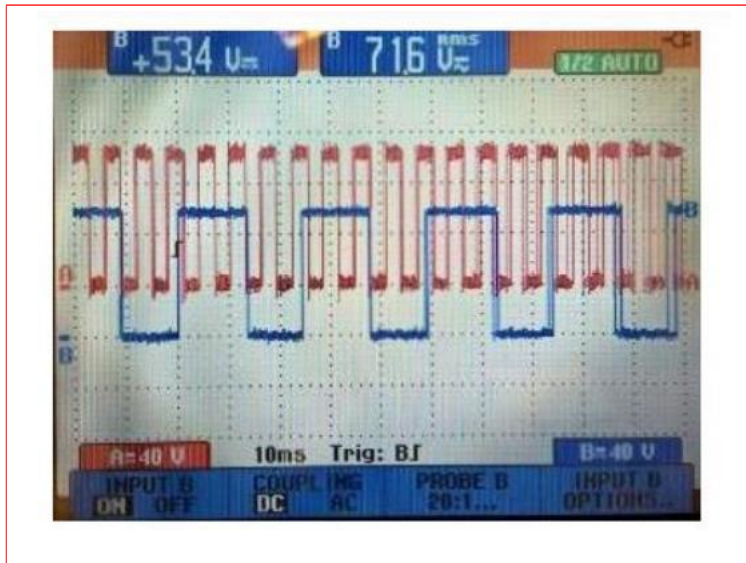 B +53.4 V⎓ B 71.6 V≂ rms
1/2 AUTO
B
A A
B
A=40 V 10ms Trig: B∫ B=40 V
INPUT B COUPLING PROBE B INPUT B
ON OFF DC AC 20:1... OPTIONS...